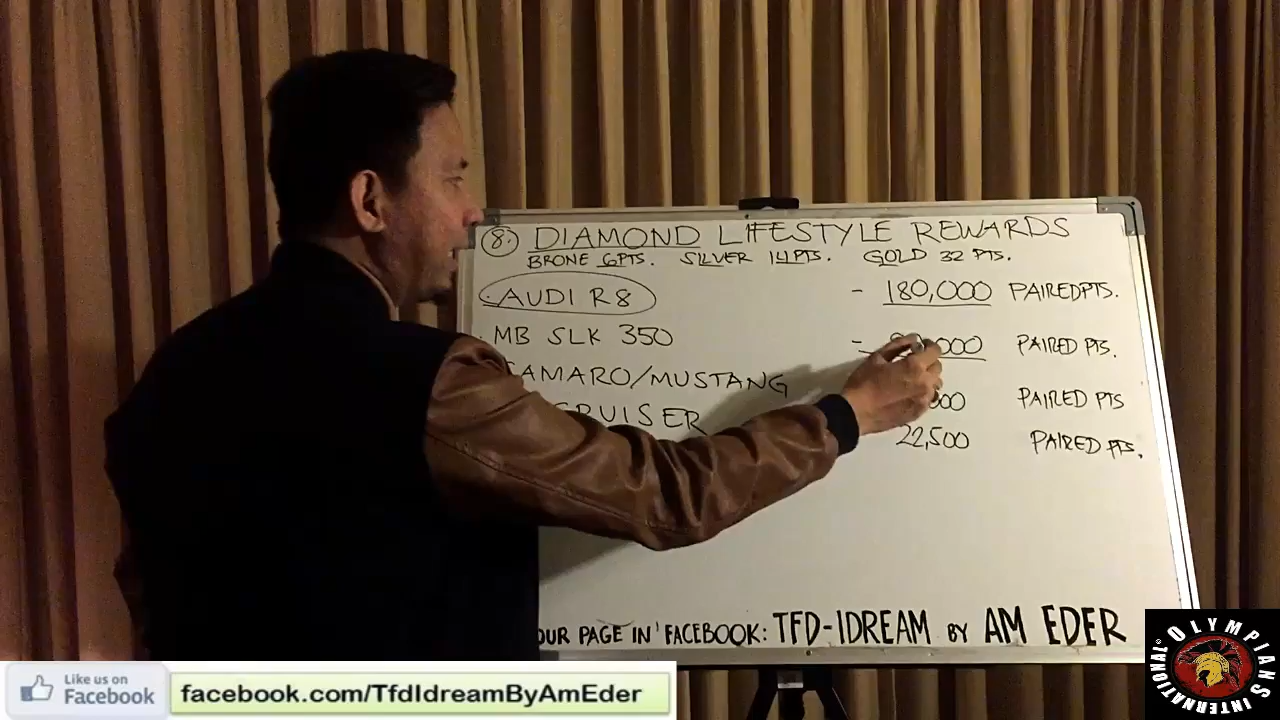 8. DIAMOND LIFESTYLE REWARDS
BRONE 6PTS. SILVER 14PTS. GOLD 32 PTS.
AUDI R8 - 180,000 PAIREDPTS.
MB SLK 350 - 000 PAIRED PTS.
CAMARO/MUSTANG PAIRED PTS
CRUISER 22,500 PAIRED PTS.
OUR PAGE IN FACEBOOK: TFD-IDREAM BY AM EDER
Like us on
Facebook
facebook.com/TfdIdreamByAmEder
OLYMPIANS INTERNATIONAL